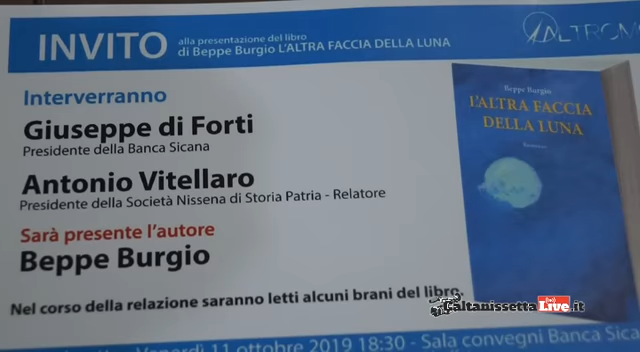 INVITO alla presentazione del libro
di Beppe Burgio L'ALTRA FACCIA DELLA LUNA
Interverranno
Giuseppe di Forti
Presidente della Banca Sicana
Antonio Vitellaro
Presidente della Società Nissena di Storia Patria - Relatore
Sarà presente l'autore
Beppe Burgio
Nel corso della relazione saranno letti alcuni brani del libro.
Beppe Burgio
L'ALTRA FACCIA
DELLA LUNA
Romanzo
Caltanissetta Live.it
Venerdì 11 ottobre 2019 18:30 - Sala convegni Banca Sica